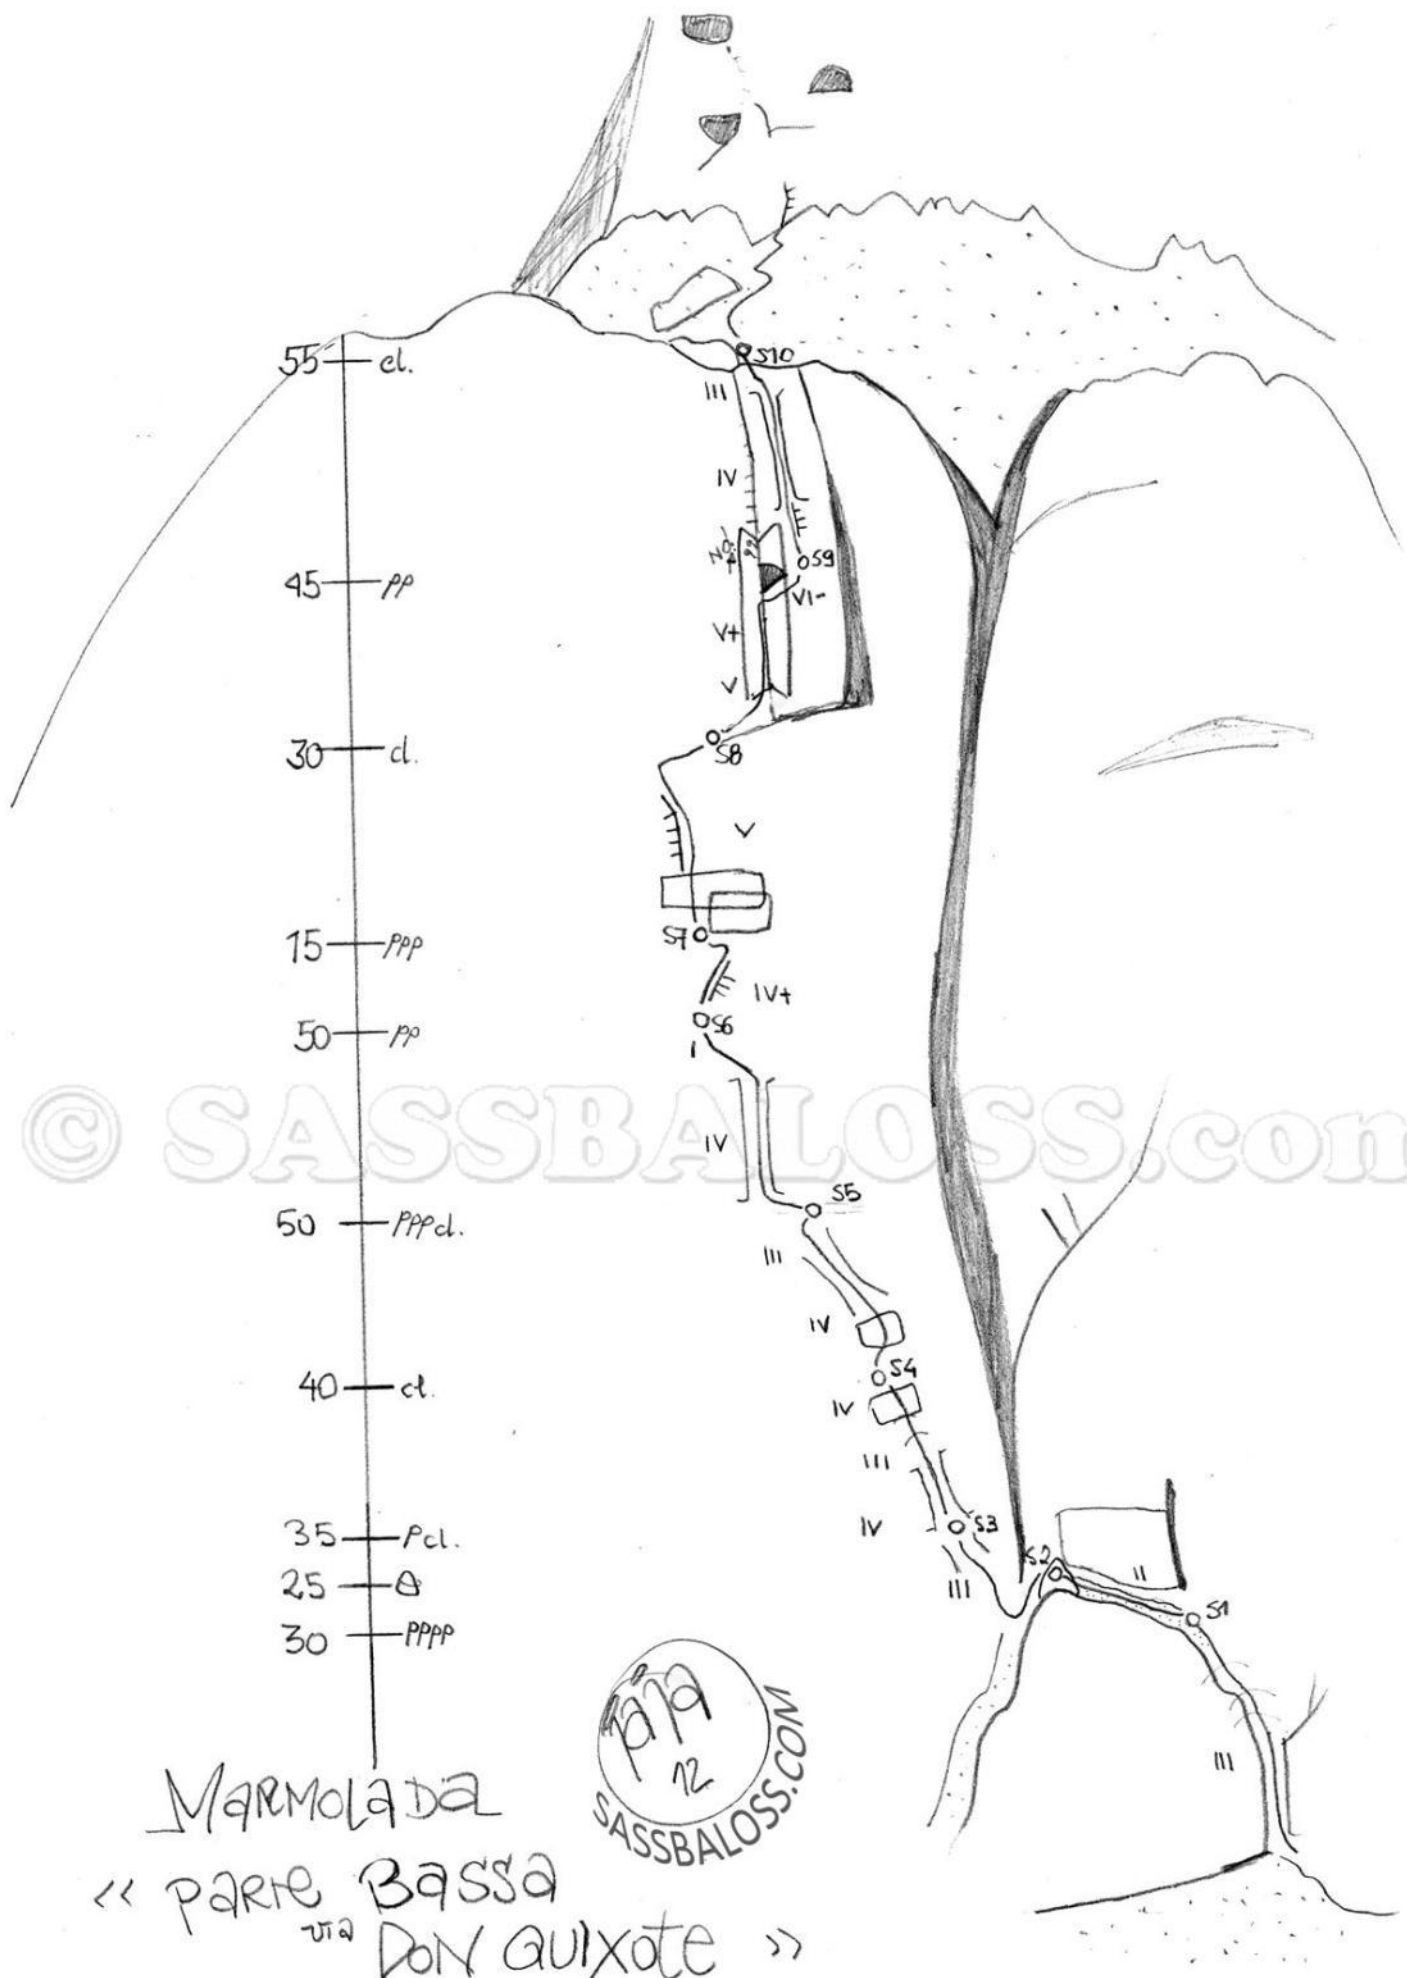 S10
55 cl.
III
IV
NO!
S9
45 pp
VI-
V+
V
S8
30 cl.
V
S7
15 ppp
IV+
S6
50 pp
I
© SASSBALOSS.com
IV
S5
50 pppcl.
III
IV
S4
40 cl.
IV
III
S3
35 pcl.
IV
S2
II
25
III
S1
30 pppp
III
12
SASSBALOSS.COM
MARMOLADA
<< PARTE BASSA
via DON QUIXOTE >>